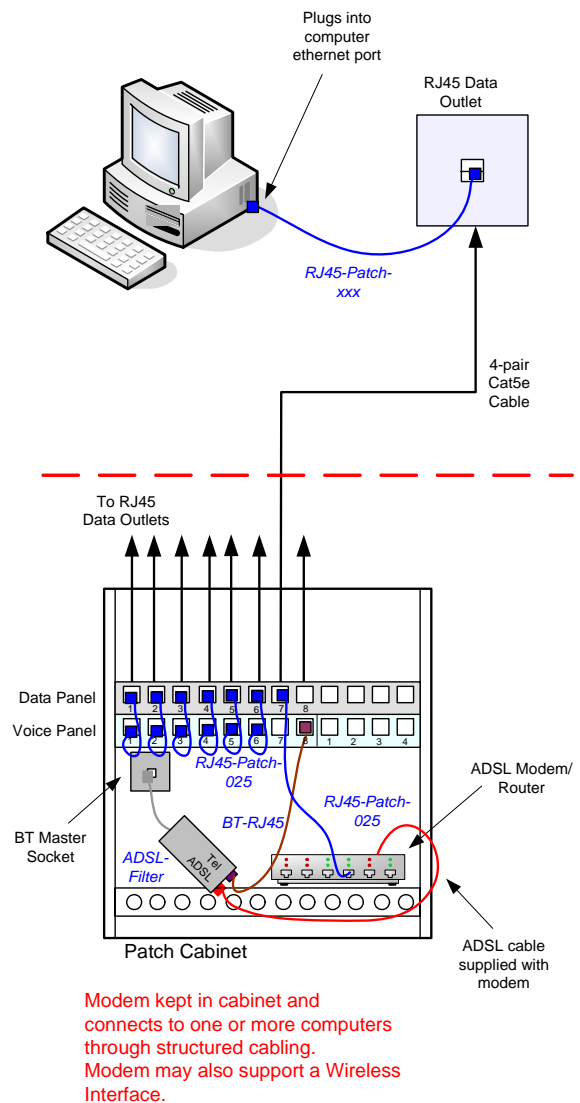 Plugs into
computer
ethernet port
RJ45 Data
Outlet
RJ45-Patch-
xxx
4-pair
Cat5e
Cable
To RJ45
Data Outlets
Data Panel
1 2 3 4 5 6 7 8
Voice Panel
1 2 3 4 5 6 7 8 1 2 3 4
RJ45-Patch-
025
BT Master
Socket
ADSL-
Filter
Tel
ADSL
BT-RJ45
RJ45-Patch-
025
ADSL Modem/
Router
ADSL cable
supplied with
modem
Patch Cabinet
Modem kept in cabinet and
connects to one or more computers
through structured cabling.
Modem may also support a Wireless
Interface.